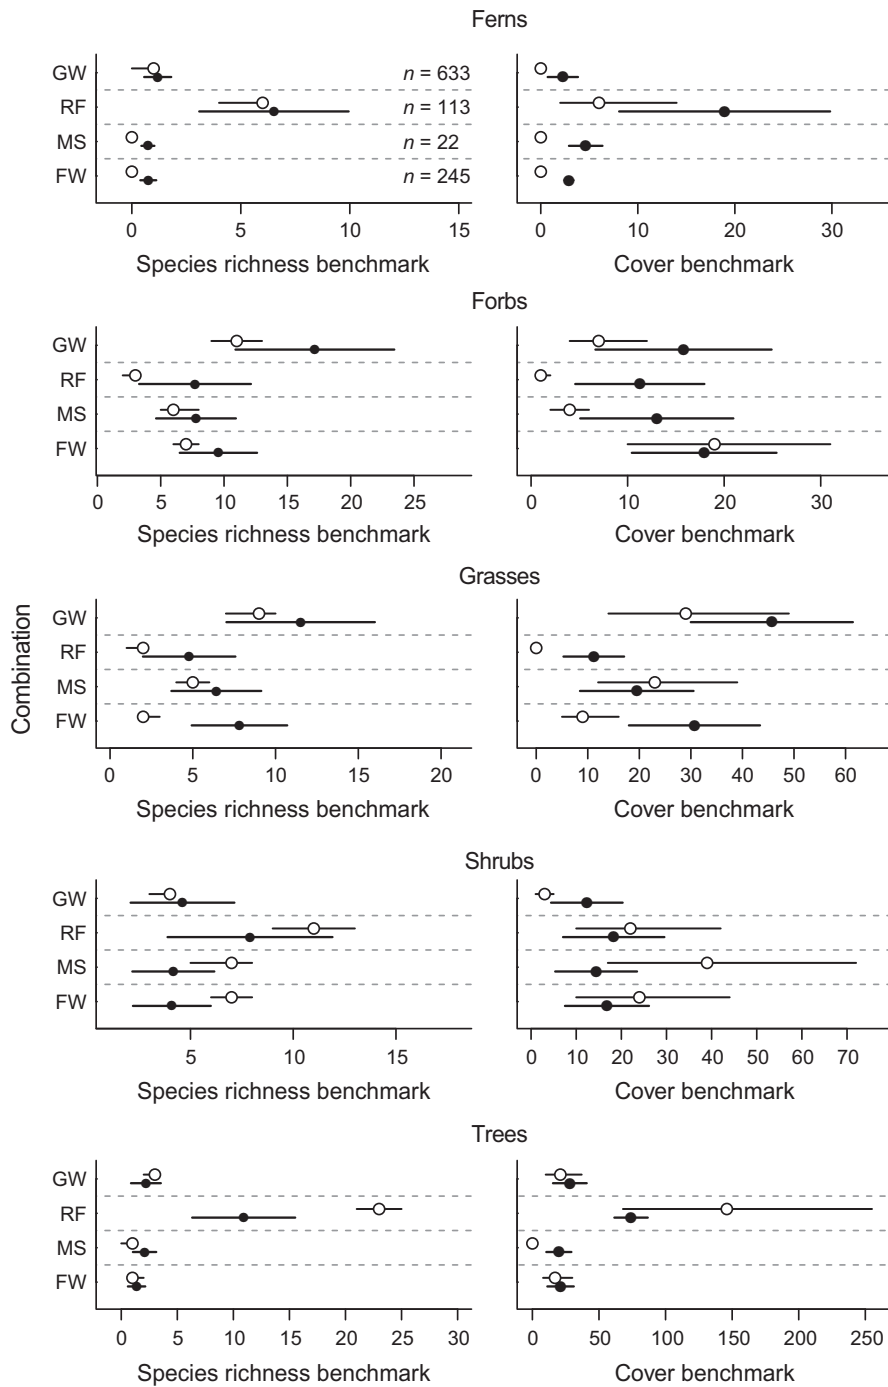 Ferns
GW
RF
MS
FW
n = 633
n = 113
n = 22
n = 245
0 5 10 15
0 10 20 30
Species richness benchmark
Cover benchmark
Forbs
GW
RF
MS
FW
0 5 10 15 20 25
0 10 20 30
Species richness benchmark
Cover benchmark
Combination
Grasses
GW
RF
MS
FW
0 5 10 15 20
0 10 20 30 40 50 60
Species richness benchmark
Cover benchmark
Shrubs
GW
RF
MS
FW
5 10 15
0 10 20 30 40 50 60 70
Species richness benchmark
Cover benchmark
Trees
GW
RF
MS
FW
0 5 10 15 20 25 30
0 50 100 150 200 250
Species richness benchmark
Cover benchmark